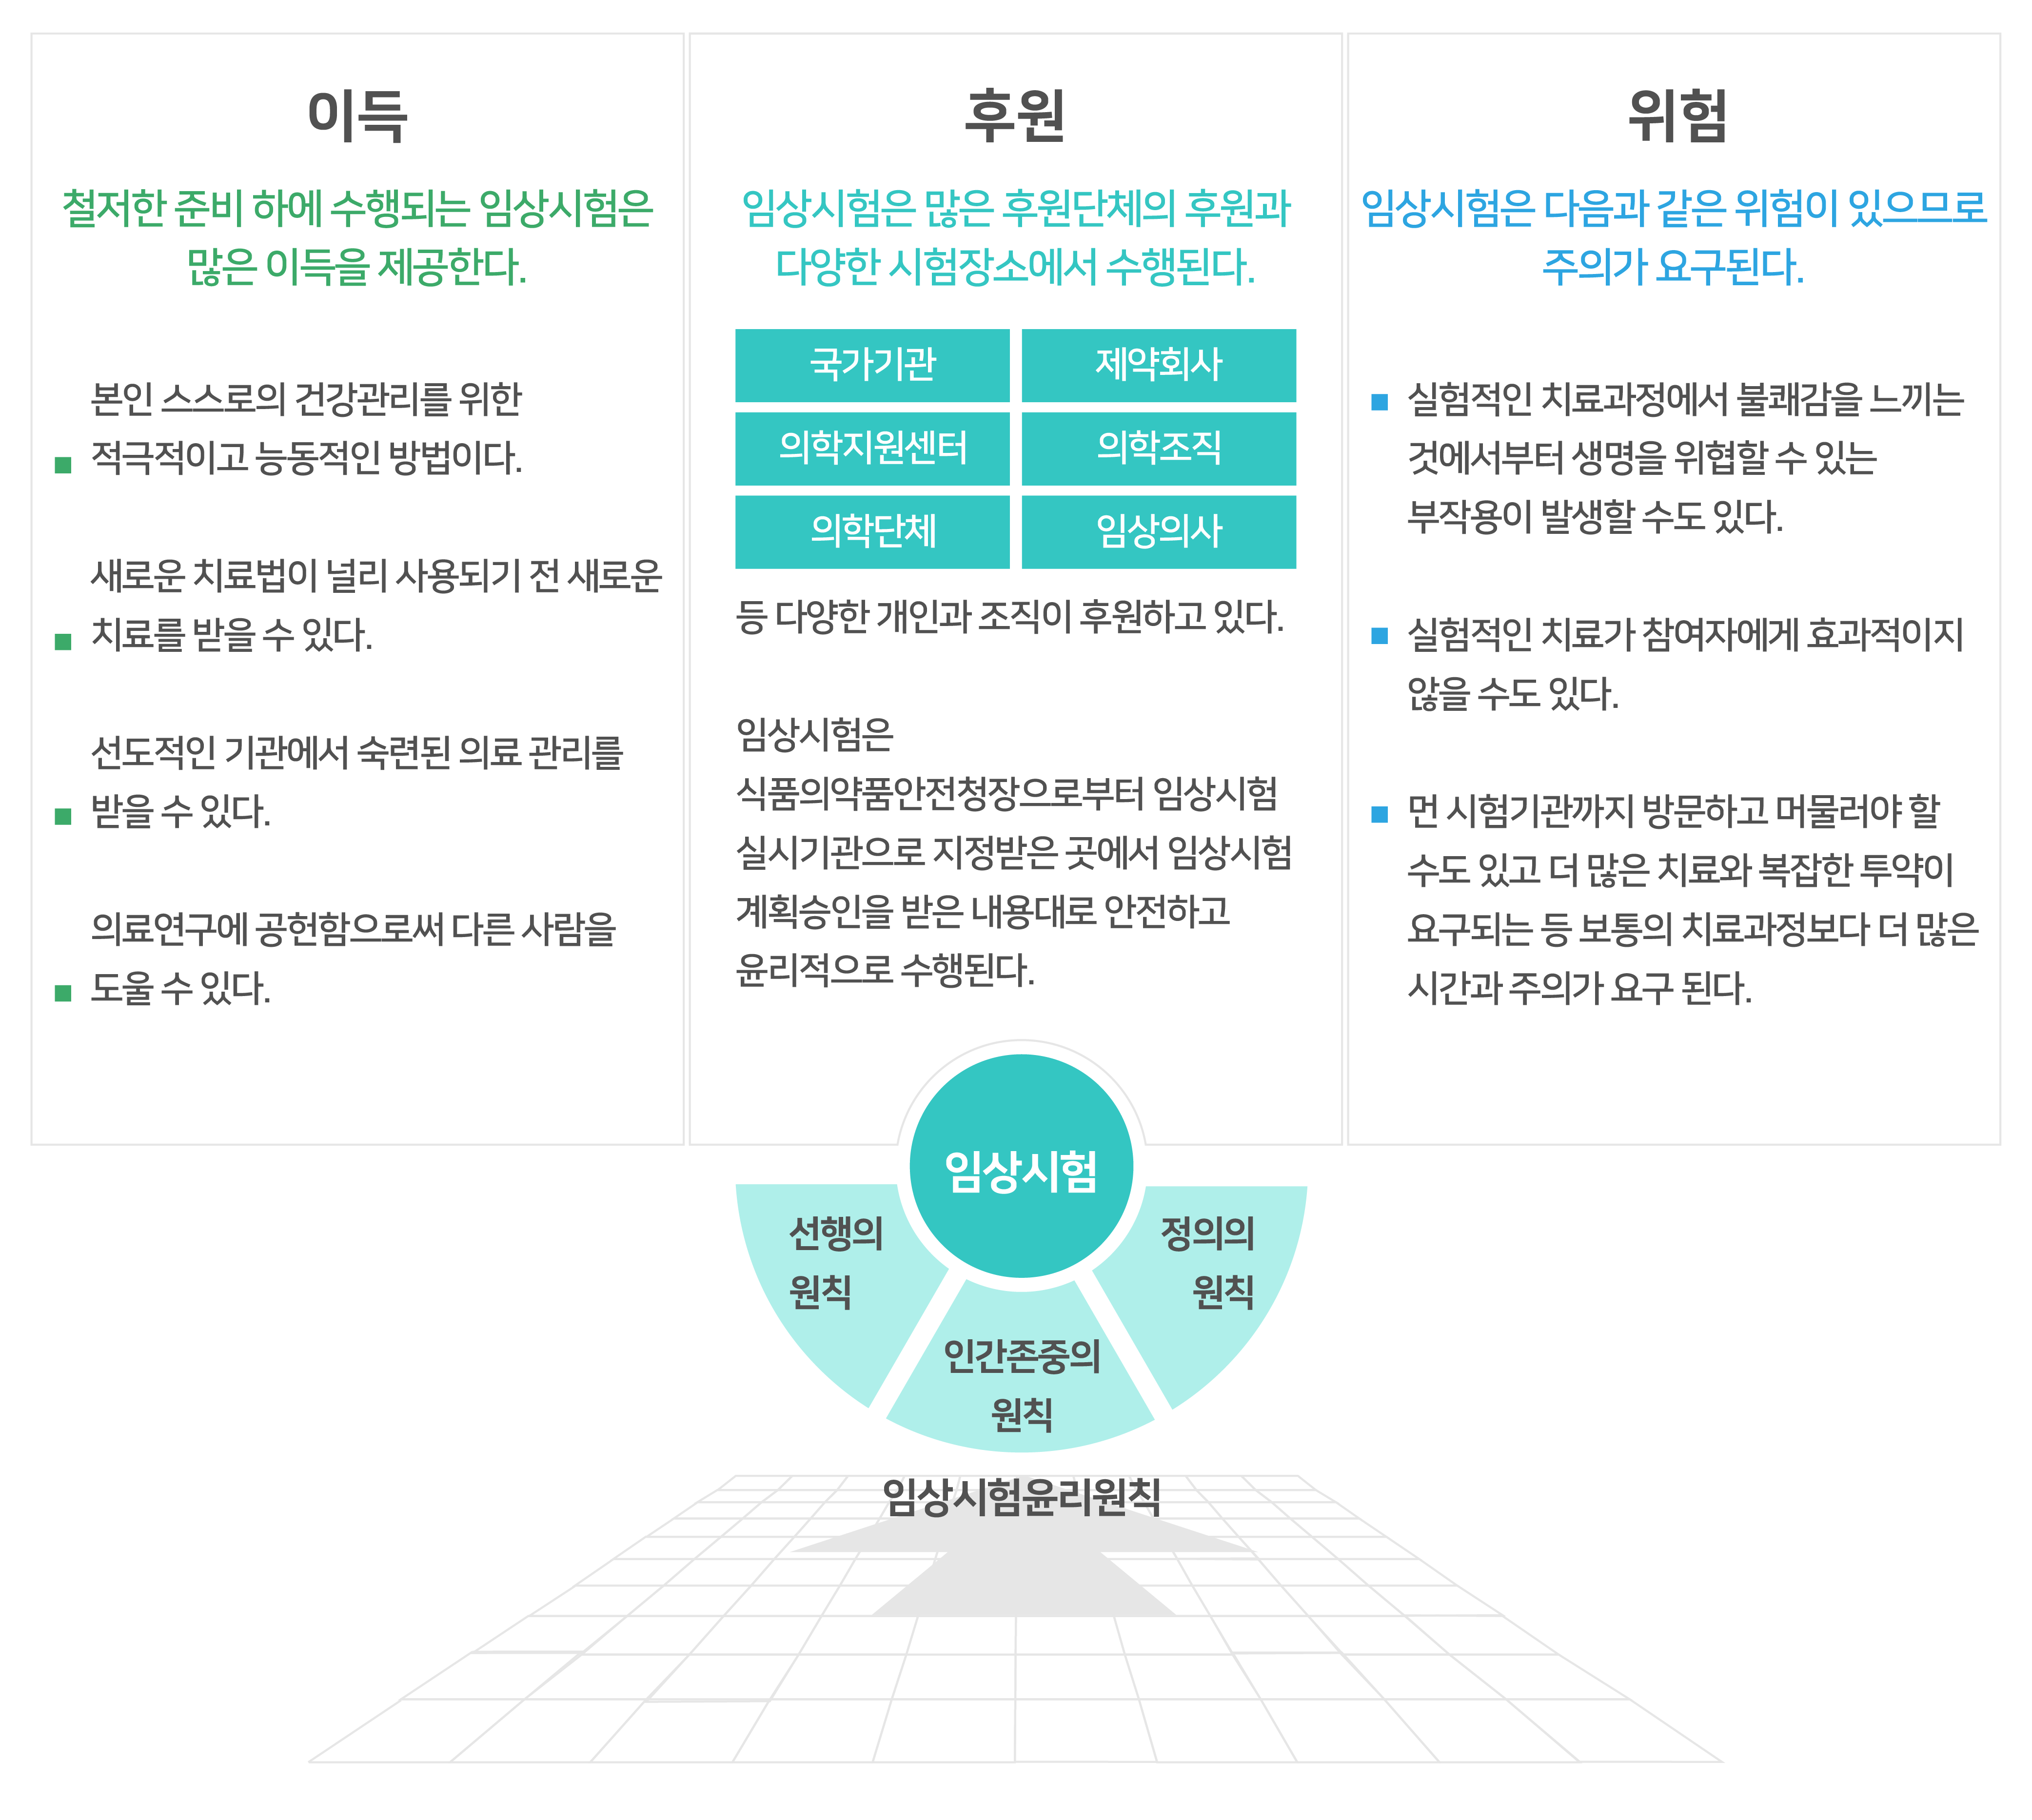 이득
철저한 준비 하에 수행되는 임상시험은
많은 이득을 제공한다.
본인 스스로의 건강관리를 위한
적극적이고 능동적인 방법이다.
새로운 치료법이 널리 사용되기 전 새로운
치료를 받을 수 있다.
선도적인 기관에서 숙련된 의료 관리를
받을 수 있다.
의료연구에 공헌함으로써 다른 사람을
도울 수 있다.
후원
임상시험은 많은 후원단체의 후원과
다양한 시험장소에서 수행된다.
국가기관
제약회사
의학지원센터
의학조직
의학단체
임상의사
등 다양한 개인과 조직이 후원하고 있다.
임상시험은
식품의약품안전청장으로부터 임상시험
실시기관으로 지정받은 곳에서 임상시험
계획승인을 받은 내용대로 안전하고
윤리적으로 수행된다.
위험
임상시험은 다음과 같은 위험이 있으므로
주의가 요구된다.
실험적인 치료과정에서 불쾌감을 느끼는
것에서부터 생명을 위협할 수 있는
부작용이 발생할 수도 있다.
실험적인 치료가 참여자에게 효과적이지
않을 수도 있다.
먼 시험기관까지 방문하고 머물러야 할
수도 있고 더 많은 치료와 복잡한 투약이
요구되는 등 보통의 치료과정보다 더 많은
시간과 주의가 요구 된다.
임상시험
선행의
원칙
인간존중의
원칙
정의의
원칙
임상시험윤리원칙